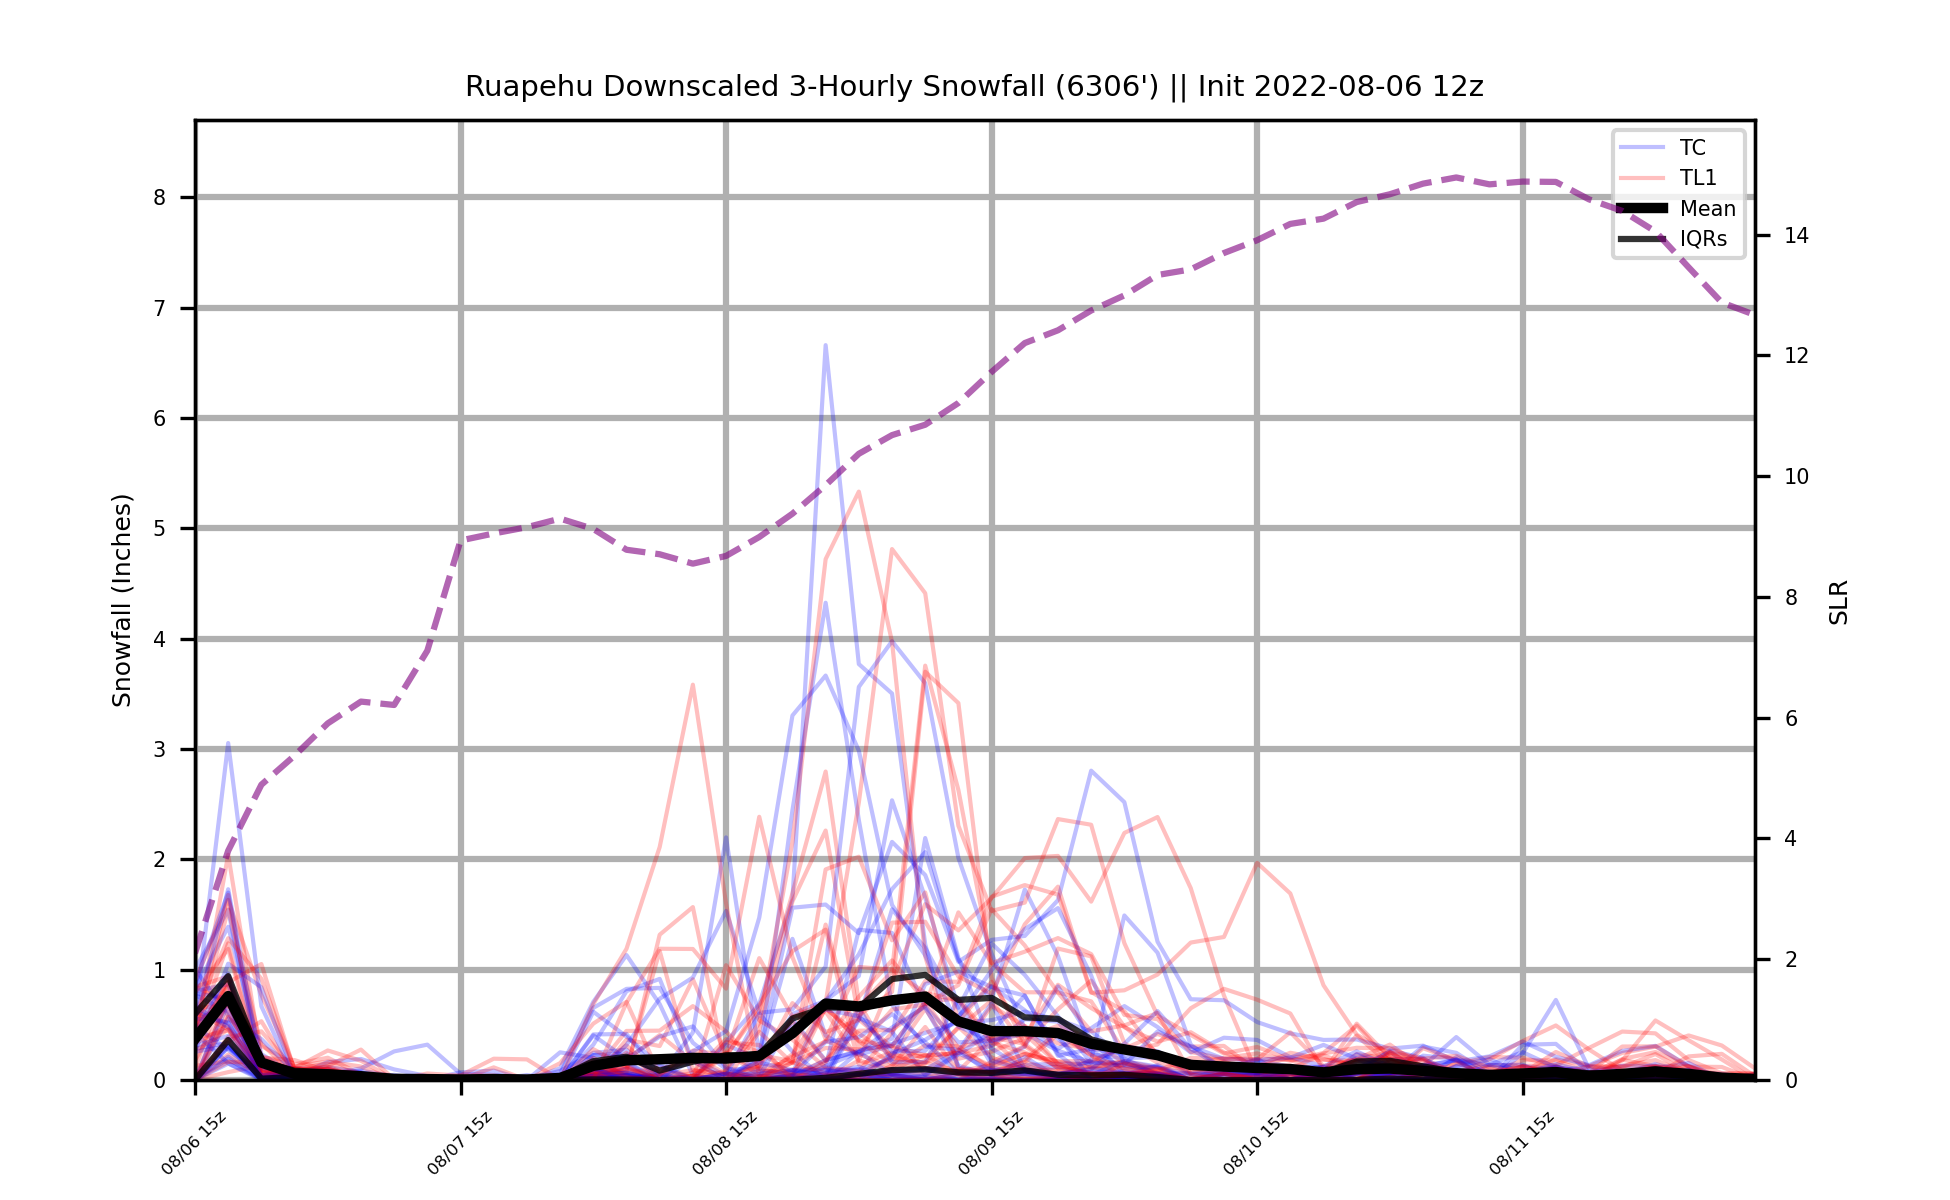 Ruapehu Downscaled 3-Hourly Snowfall (6306') || Init 2022-08-06 12z
TC
TL1
Mean
IQRs
Snowfall (Inches)
8
7
6
5
4
3
2
1
0
SLR
14
12
10
8
6
4
2
0
08/06 15z
08/07 15z
08/08 15z
08/09 15z
08/10 15z
08/11 15z